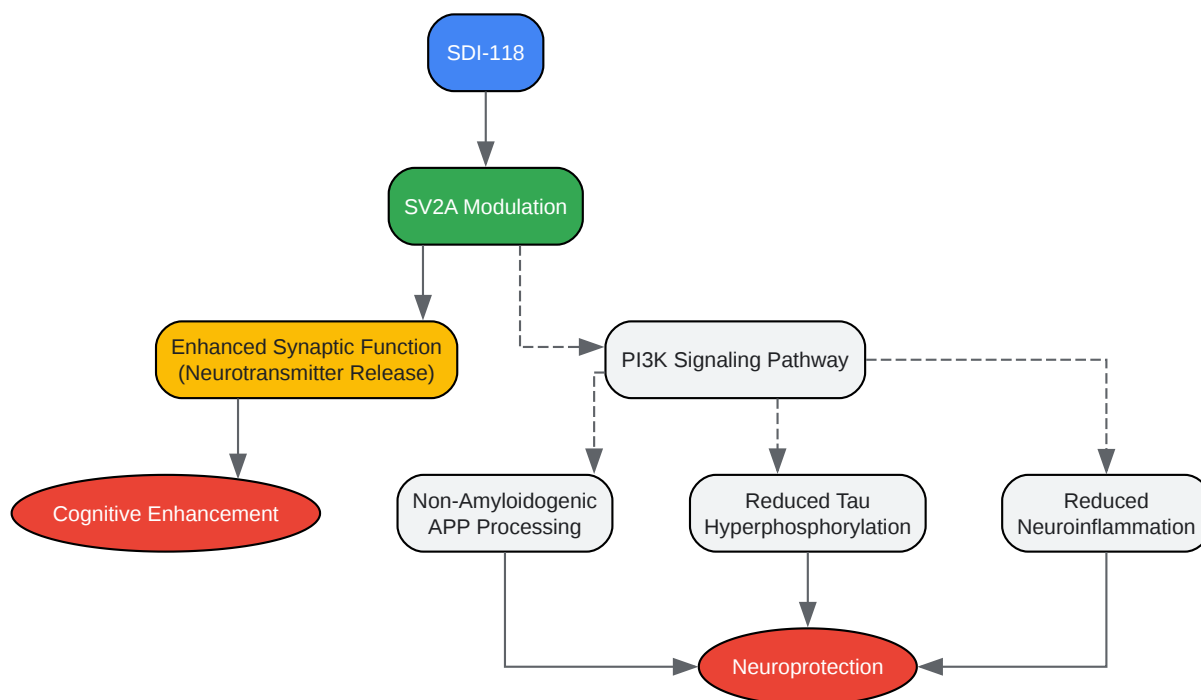 SDI-118
SV2A Modulation
Enhanced Synaptic Function
(Neurotransmitter Release)
PI3K Signaling Pathway
Cognitive Enhancement
Non-Amyloidogenic
APP Processing
Reduced Tau
Hyperphosphorylation
Reduced
Neuroinflammation
Neuroprotection